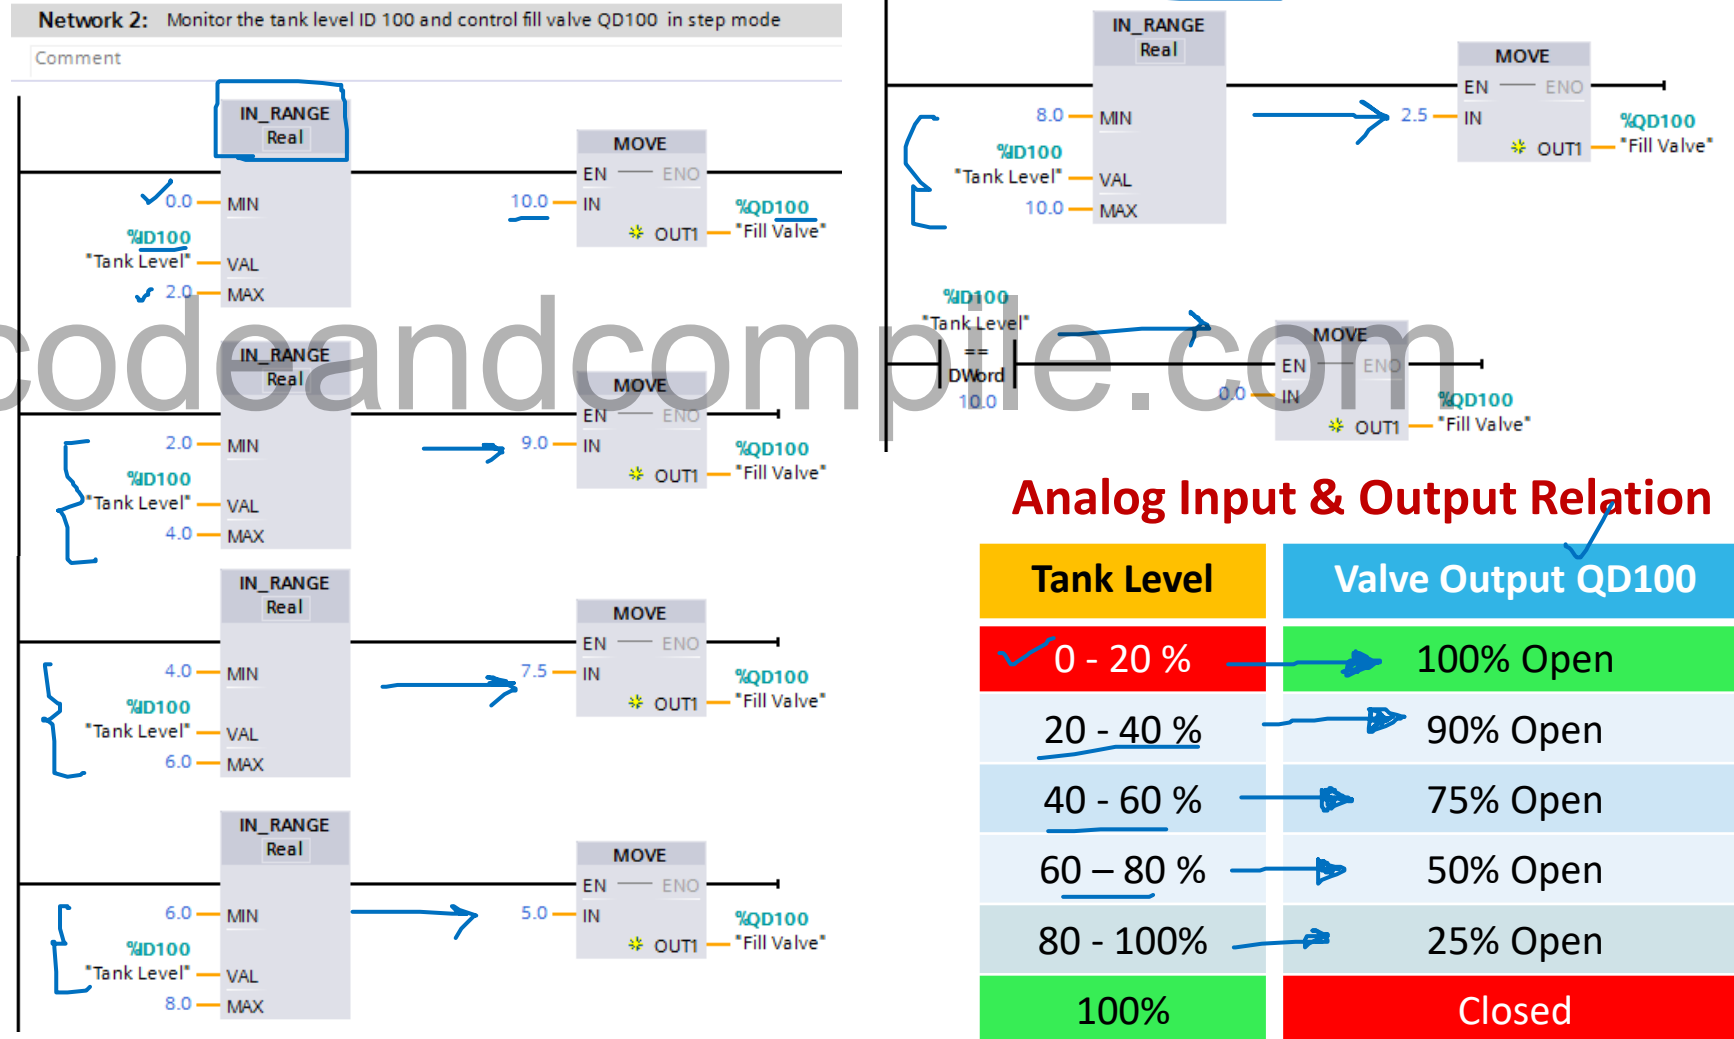 Network 2: Monitor the tank level ID 100 and control fill valve QD100 in step mode
Comment
IN_RANGE
Real
MOVE
EN ENO
0.0 MIN
10.0 IN
%QD100
%ID100
OUT1 "Fill Valve"
"Tank Level" VAL
2.0 MAX
IN_RANGE
Real
MOVE
EN ENO
2.0 MIN
9.0 IN
%QD100
%ID100
OUT1 "Fill Valve"
"Tank Level" VAL
4.0 MAX
IN_RANGE
Real
MOVE
EN ENO
4.0 MIN
7.5 IN
%QD100
%ID100
OUT1 "Fill Valve"
"Tank Level" VAL
6.0 MAX
IN_RANGE
Real
MOVE
EN ENO
6.0 MIN
5.0 IN
%QD100
%ID100
OUT1 "Fill Valve"
"Tank Level" VAL
8.0 MAX
IN_RANGE
Real
MOVE
EN ENO
8.0 MIN
2.5 IN
%QD100
%ID100
OUT1 "Fill Valve"
"Tank Level" VAL
10.0 MAX
%ID100
"Tank Level"
==
DWord
10.0
MOVE
EN ENO
0.0 IN
%QD100
OUT1 "Fill Valve"
codeandcompile.com
Analog Input & Output Relation
Tank Level Valve Output QD100
0 - 20 % 100% Open
20 - 40 % 90% Open
40 - 60 % 75% Open
60 – 80 % 50% Open
80 - 100% 25% Open
100% Closed